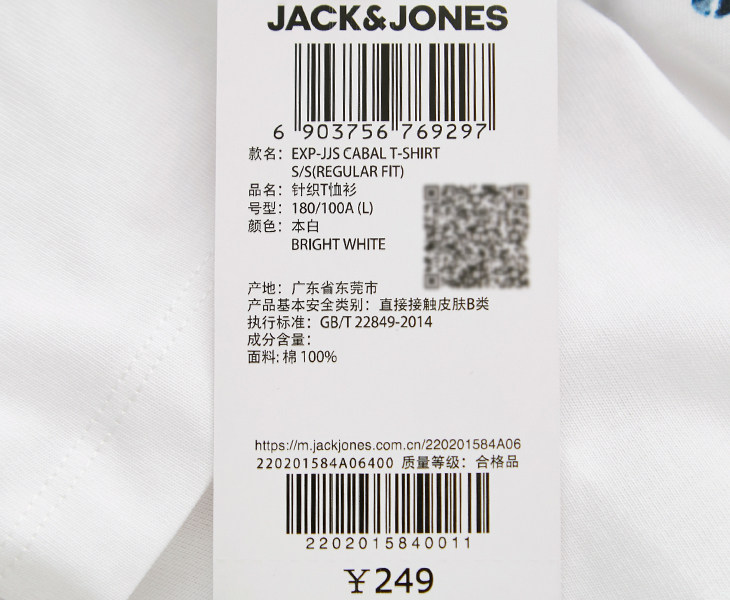 JACK&JONES
6 903756 769297
款名: EXP-JJS CABAL T-SHIRT
S/S(REGULAR FIT)
品名: 针织T恤衫
号型: 180/100A (L)
颜色: 本白
BRIGHT WHITE
产地: 广东省东莞市
产品基本安全类别: 直接接触皮肤B类
执行标准: GB/T 22849-2014
成分含量:
面料: 棉 100%
https://m.jackjones.com.cn/220201584A06
220201584A06400 质量等级: 合格品
2202015840011
¥249